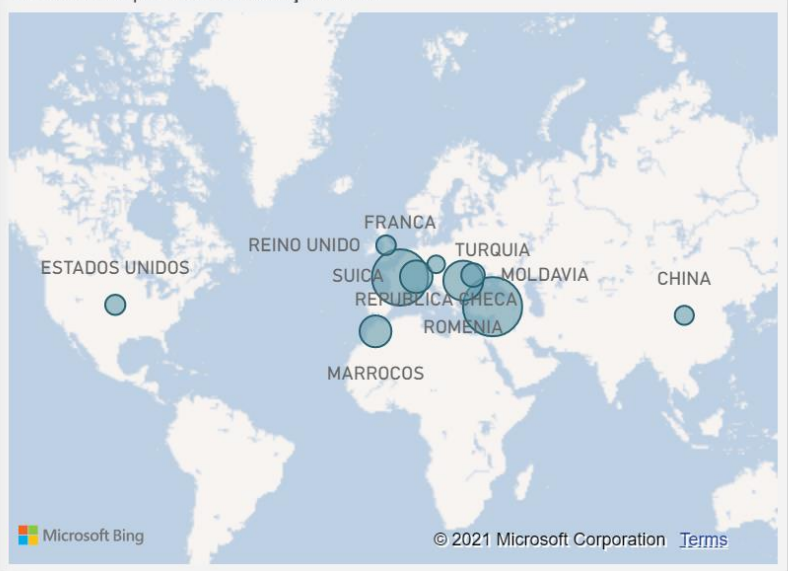 FRANCA
REINO UNIDO
TURQUIA
ESTADOS UNIDOS
SUICA
MOLDAVIA
CHINA
REPUBLICA CHECA
ROMENIA
MARROCOS
Microsoft Bing
© 2021 Microsoft Corporation Terms